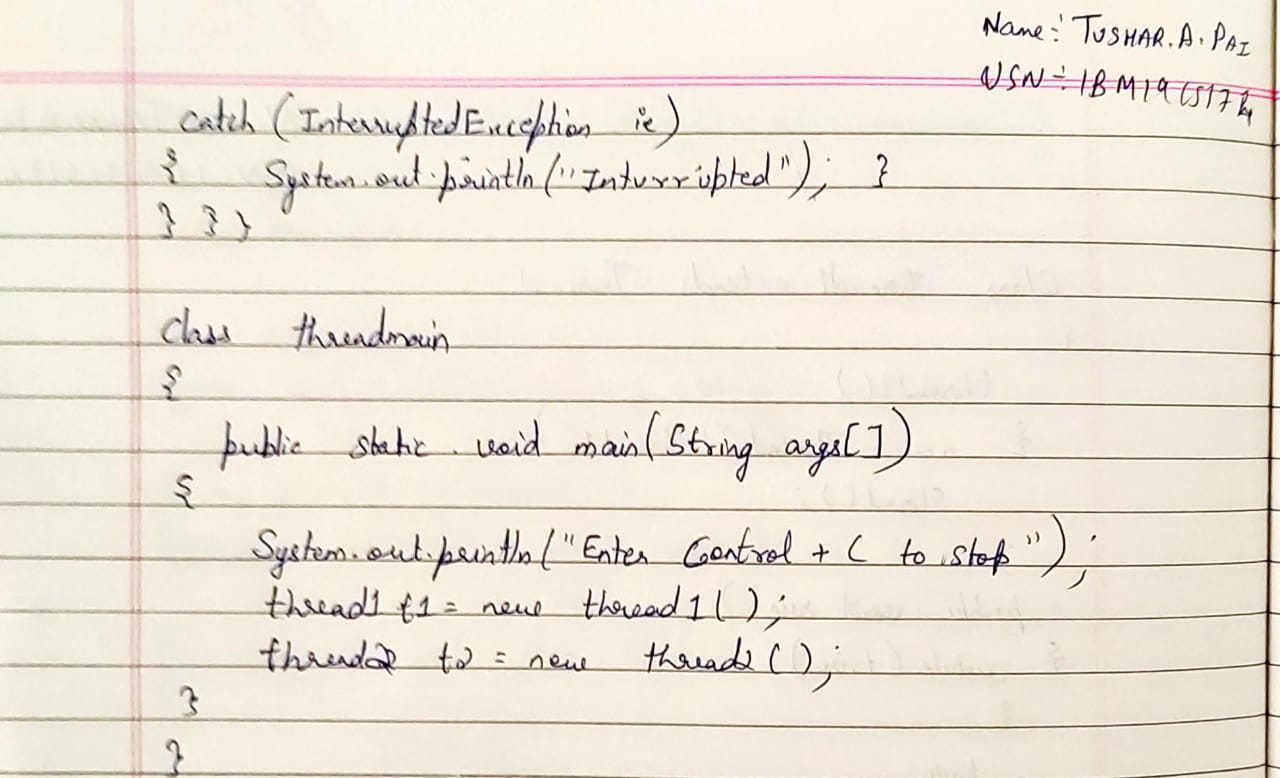 Name:- TUSHAR.A.PAI
USN:- 1BM19CS172
catch (InterruptedException ie)
{ System.out.println("Inturrupted"); }
} } }
class threadmain
{
public static void main(String args[])
{
System.out.println("Enter Control + C to stop");
thread1 t1 = new thread1();
thread2 t2 = new thread2();
}
}